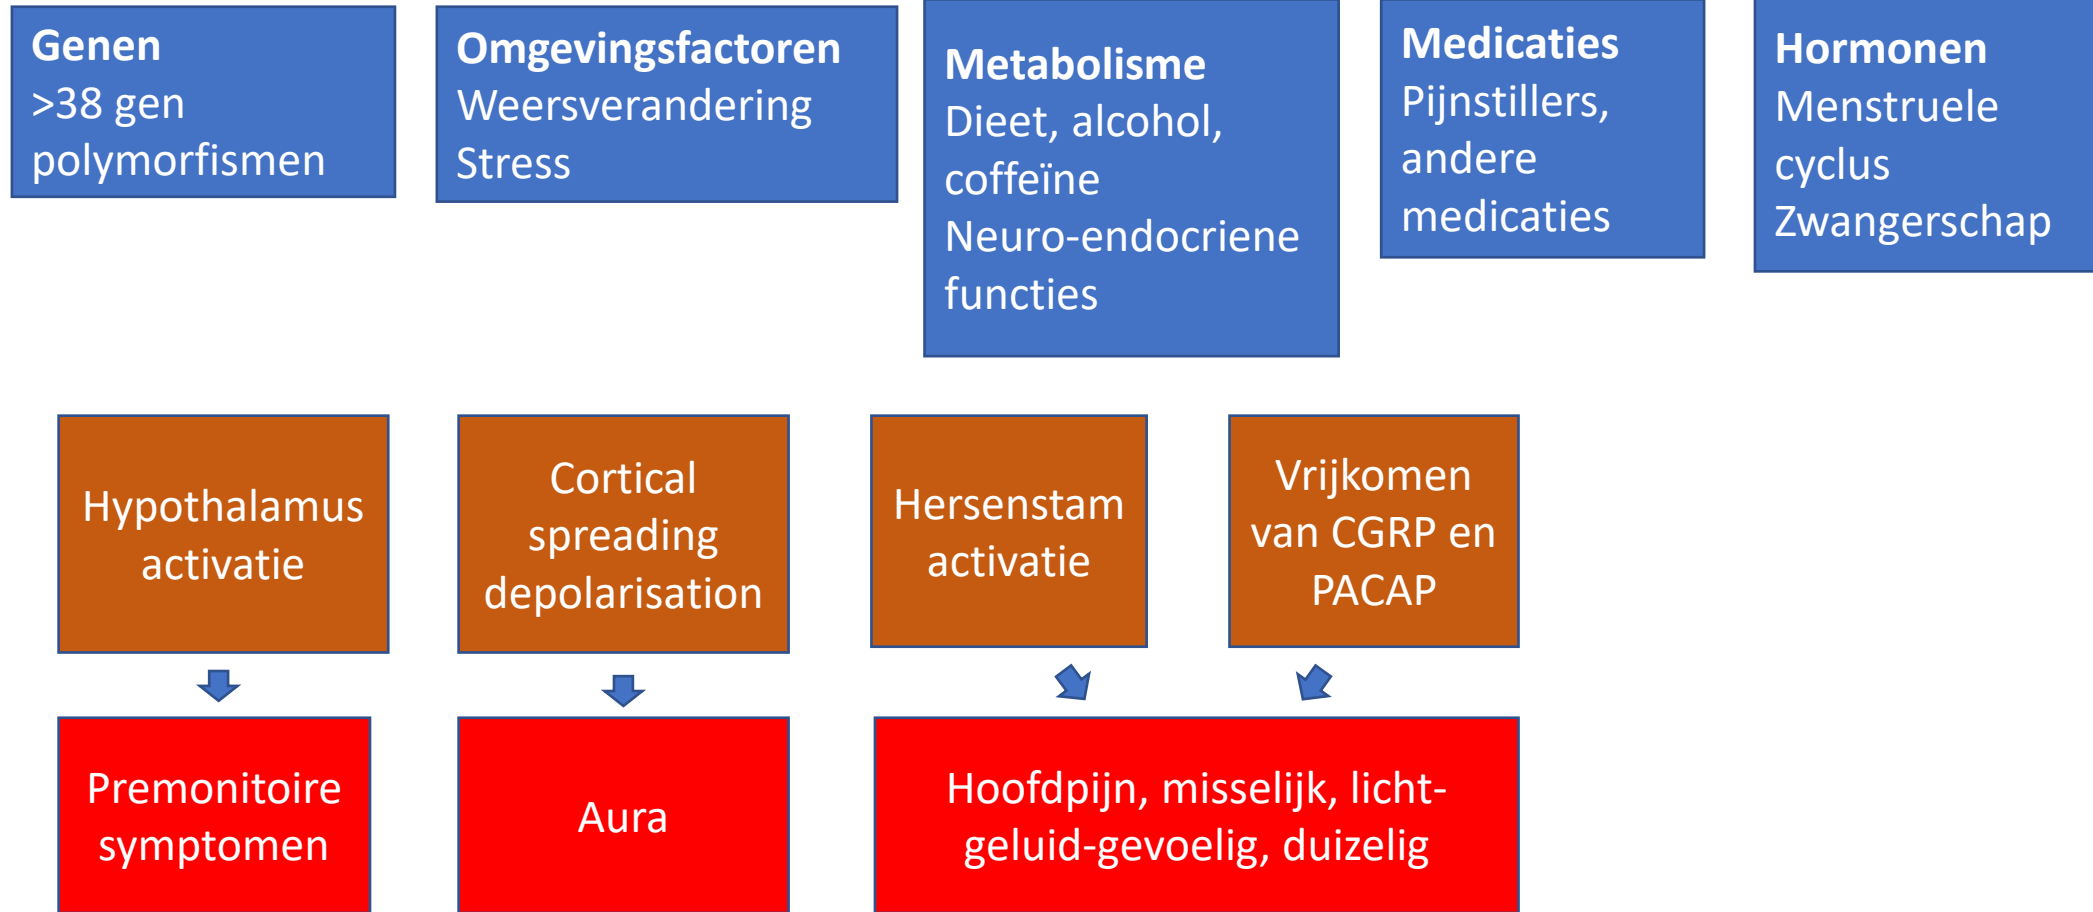 Genen
>38 gen
polymorfismen
Omgevingsfactoren
Weersverandering
Stress
Metabolisme
Dieet, alcohol,
coffeïne
Neuro-endocriene
functies
Medicaties
Pijnstillers,
andere
medicaties
Hormonen
Menstruele
cyclus
Zwangerschap
Hypothalamus
activatie
Cortical
spreading
depolarisation
Hersenstam
activatie
Vrijkomen
van CGRP en
PACAP
Premonitoire
symptomen
Aura
Hoofdpijn, misselijk, licht-
geluid-gevoelig, duizelig